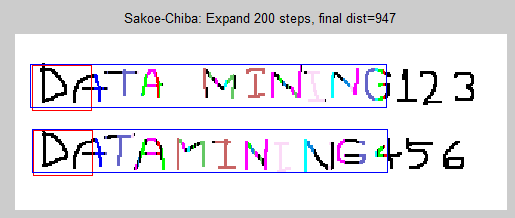 Sakoe-Chiba: Expand 200 steps, final dist=947
DATA MINING123
DATAMINING456